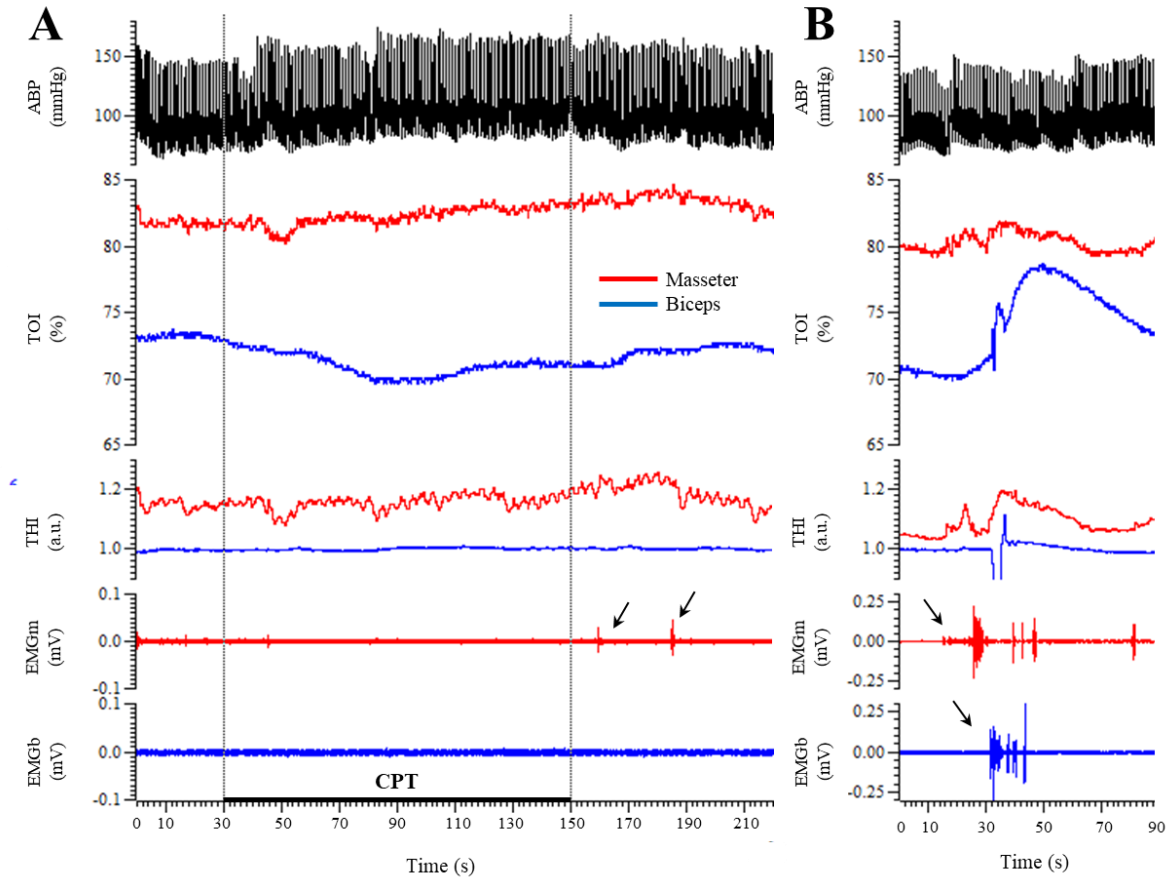 A
B
ABP
(mmHg)
150
100
ABP
(mmHg)
150
100
TOI
(%)
85
80
75
70
65
Masseter
Biceps
TOI
(%)
85
80
75
70
65
THI
(a.u.)
1.2
1.0
THI
(a.u.)
1.2
1.0
EMGm
(mV)
0.1
0.0
-0.1
EMGm
(mV)
0.25
0.00
-0.25
EMGb
(mV)
0.1
0.0
-0.1
CPT
EMGb
(mV)
0.25
0.00
-0.25
0 10 30 50 70 90 110 130 150 170 190 210
0 10 30 50 70 90
Time (s)
Time (s)